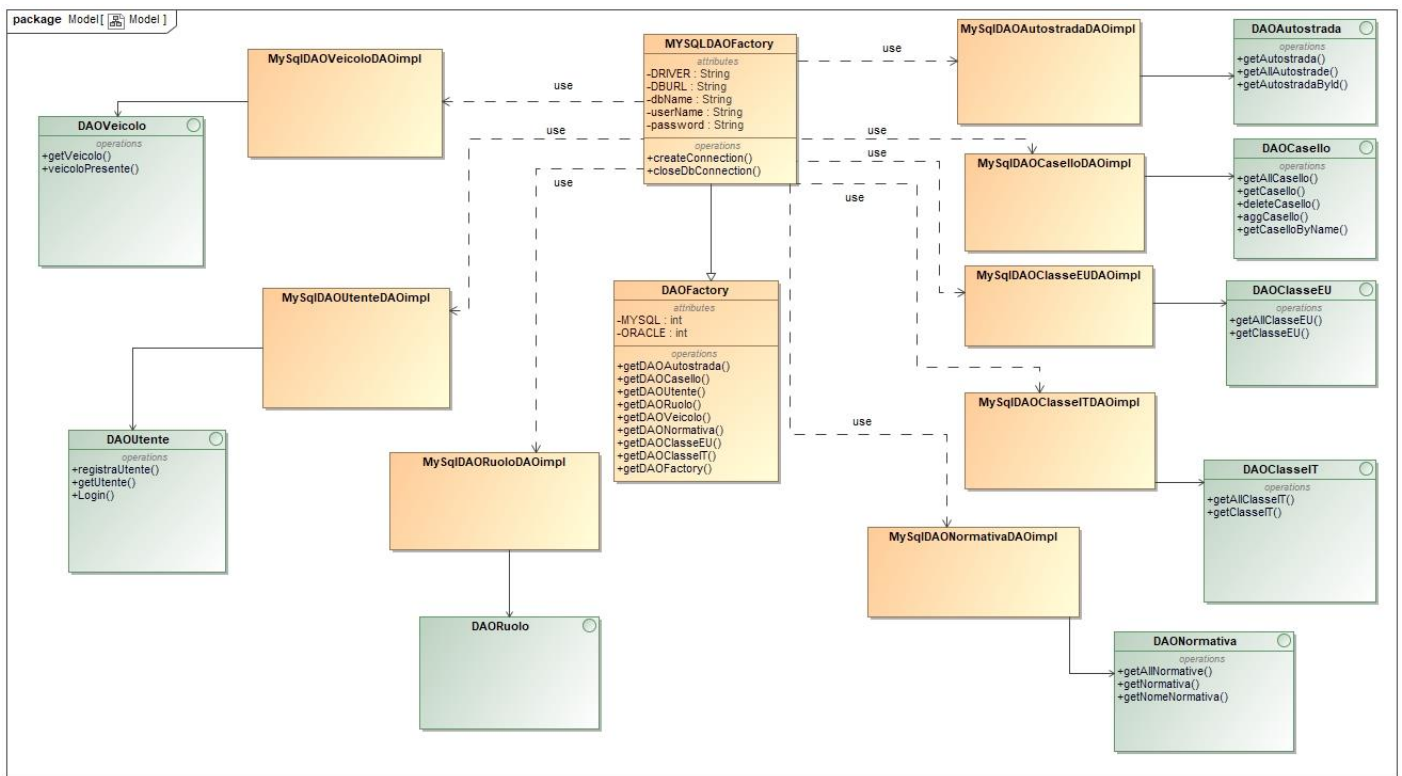 package Model[ Model ]
MySqlDAOVeicoloDAOimpl
use
DAOVeicolo
operations
+getVeicolo()
+veicoloPresente()
MYSQLDAOFactory
attributes
-DRIVER : String
-DBURL : String
-dbName : String
-userName : String
-password : String
operations
+createConnection()
+closeDbConnection()
use
MySqlDAOAutostradaDAOimpl
DAOAutostrada
operations
+getAutostrada()
+getAllAutostrade()
+getAutostradaById()
use
use
MySqlDAOCaselloDAOimpl
DAOCasello
operations
+getAllCasello()
+getCasello()
+deleteCasello()
+aggCasello()
+getCaselloByName()
use
use
use
MySqlDAOUtenteDAOimpl
DAOUtente
operations
+registraUtente()
+getUtente()
+Login()
DAOFactory
attributes
-MYSQL : int
-ORACLE : int
operations
+getDAOAutostrada()
+getDAOCasello()
+getDAOUtente()
+getDAORuolo()
+getDAOVeicolo()
+getDAONormativa()
+getDAOClasseEU()
+getDAOClasseIT()
+getDAOFactory()
MySqlDAOClasseEUDAOimpl
DAOClasseEU
operations
+getAllClasseEU()
+getClasseEU()
MySqlDAOClasseITDAOimpl
use
DAOClasseIT
operations
+getAllClasseIT()
+getClasseIT()
MySqlDAORuoloDAOimpl
DAORuolo
MySqlDAONormativaDAOimpl
DAONormativa
operations
+getAllNormative()
+getNormativa()
+getNomeNormativa()